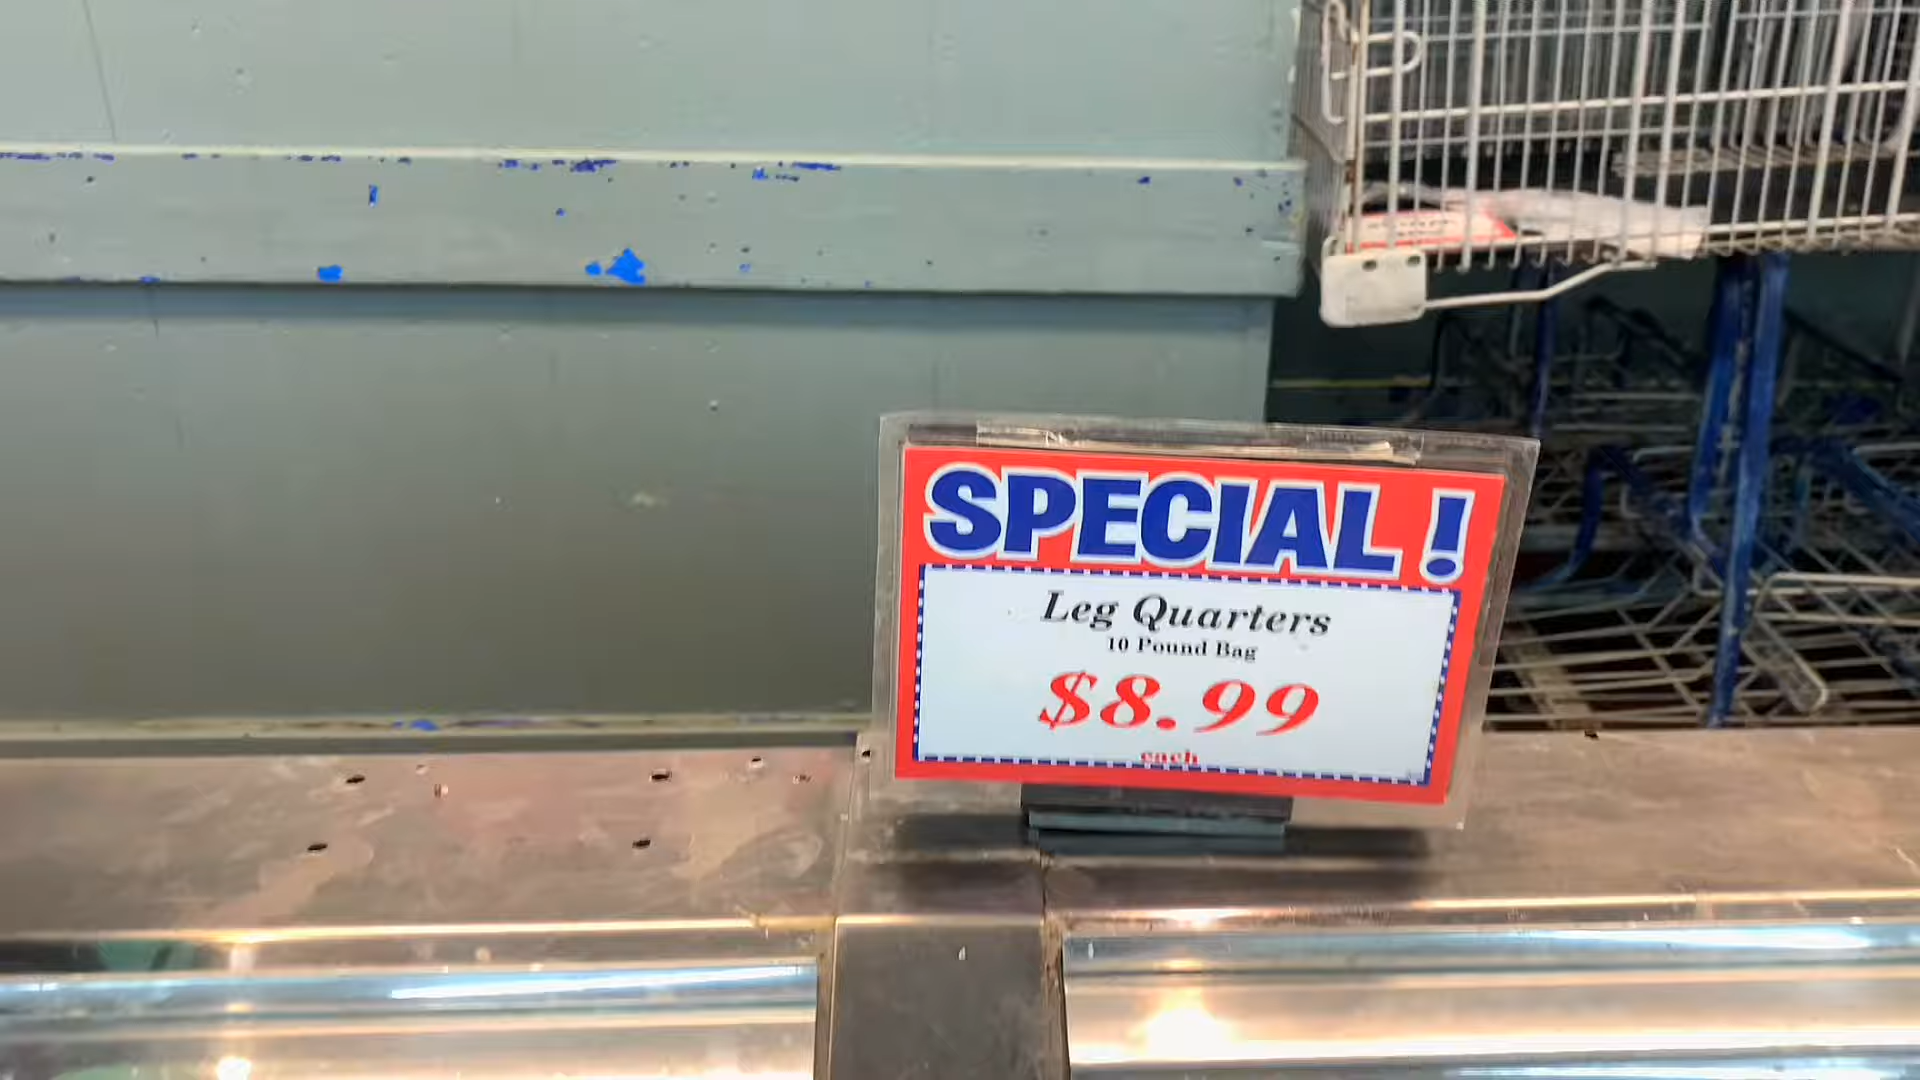 SPECIAL!
Leg Quarters
10 Pound Bag
$8.99
each